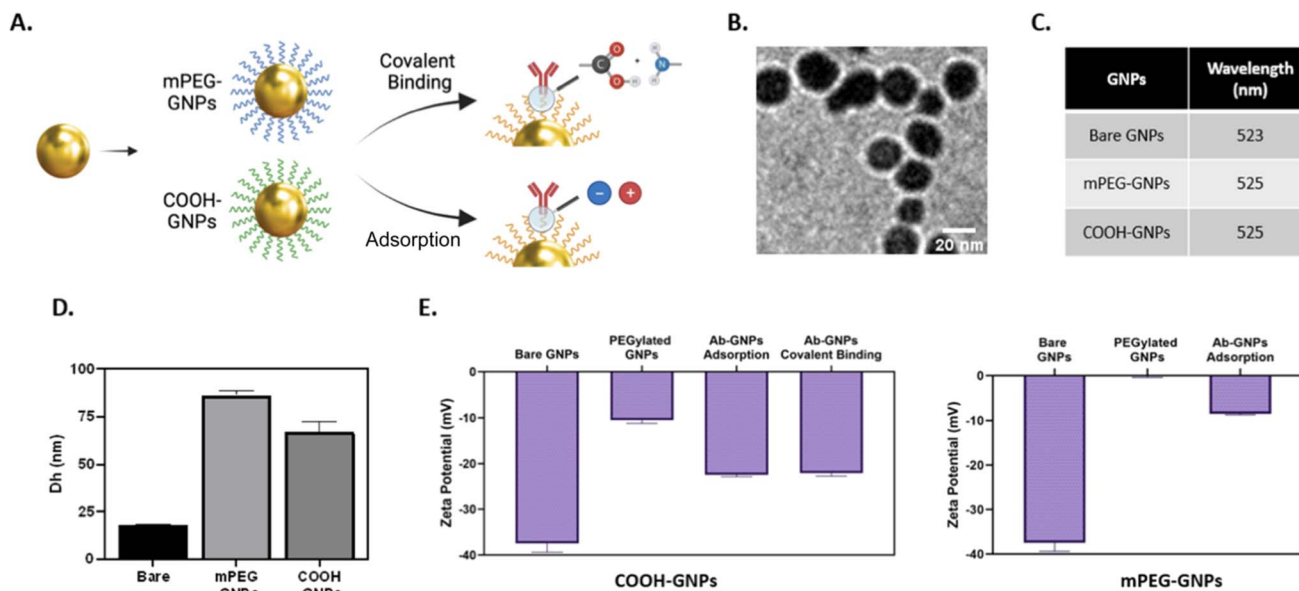 A.
mPEG-
GNPs
COOH-
GNPs
Covalent
Binding
Adsorption
C
O
O
H
+
H
N
H
−
+
B.
20 nm
C.
GNPs
Wavelength
(nm)
Bare GNPs
523
mPEG-GNPs
525
COOH-GNPs
525
D.
Dh (nm)
100
75
50
25
0
Bare
mPEG
COOH
E.
Bare GNPs
PEGylated
GNPs
Ab-GNPs
Adsorption
Ab-GNPs
Covalent Binding
Zeta Potential (mV)
0
-10
-20
-30
-40
COOH-GNPs
Bare
GNPs
PEGylated
GNPs
Ab-GNPs
Adsorption
Zeta Potential (mV)
0
-10
-20
-30
-40
mPEG-GNPs